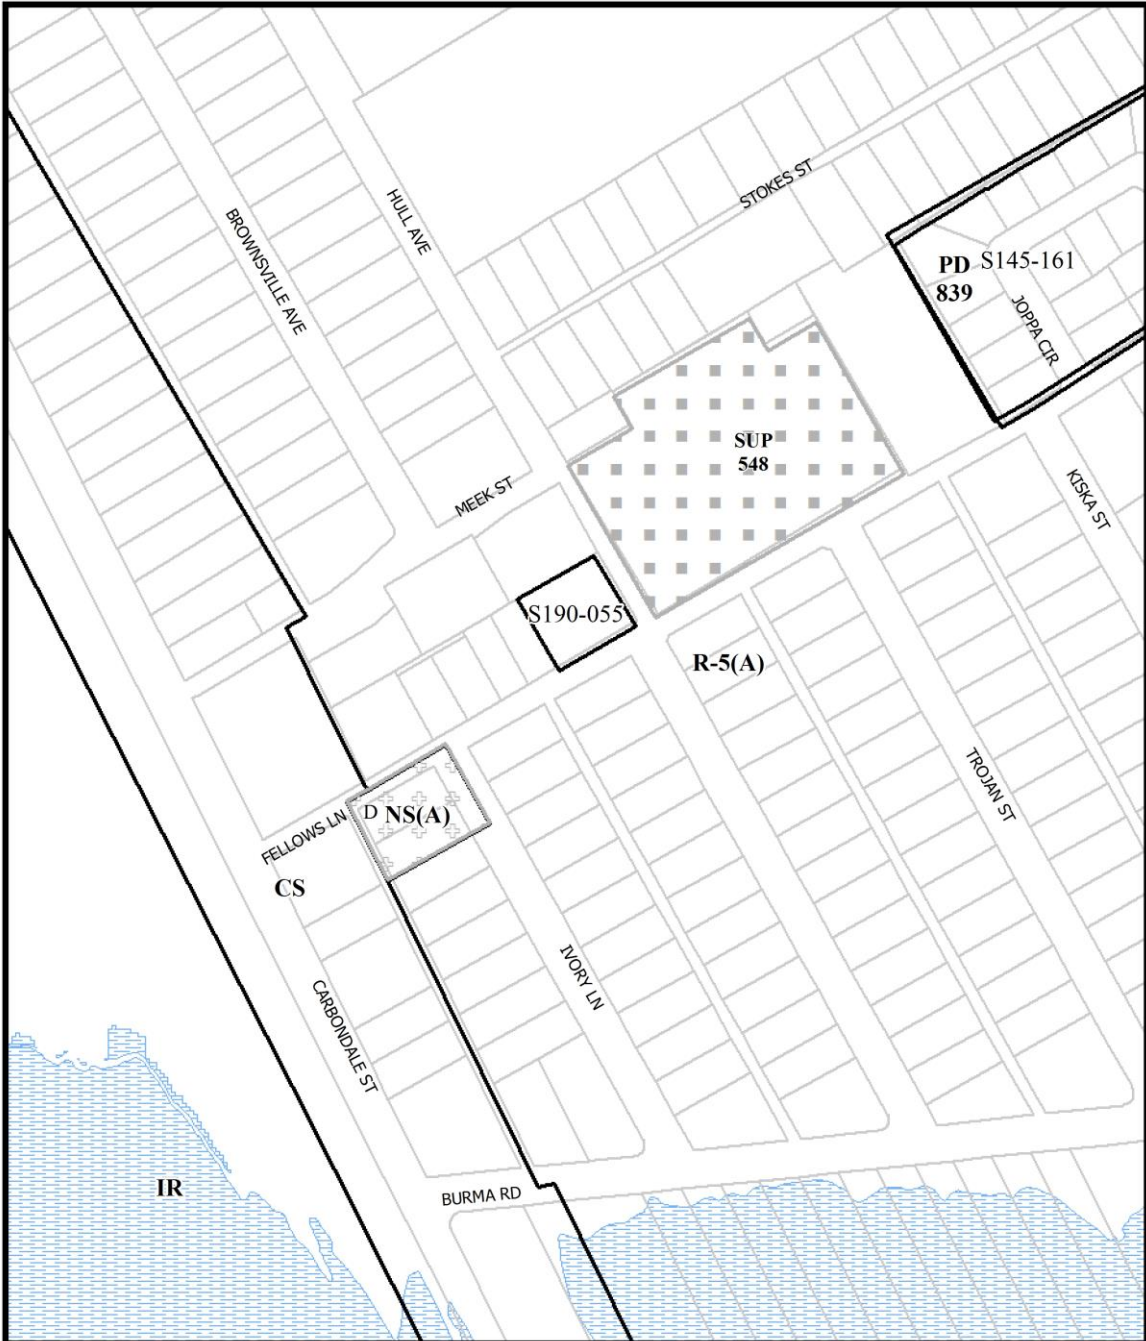 STOKES ST
HULL AVE
BROWNSVILLE AVE
PD
839
S145-161
JOPPA CIR
SUP
548
MEEK ST
KISKA ST
S190-055
R-5(A)
TROJAN ST
D
NS(A)
FELLOWS LN
CS
IVORY LN
CARBONDALE ST
IR
BURMA RD